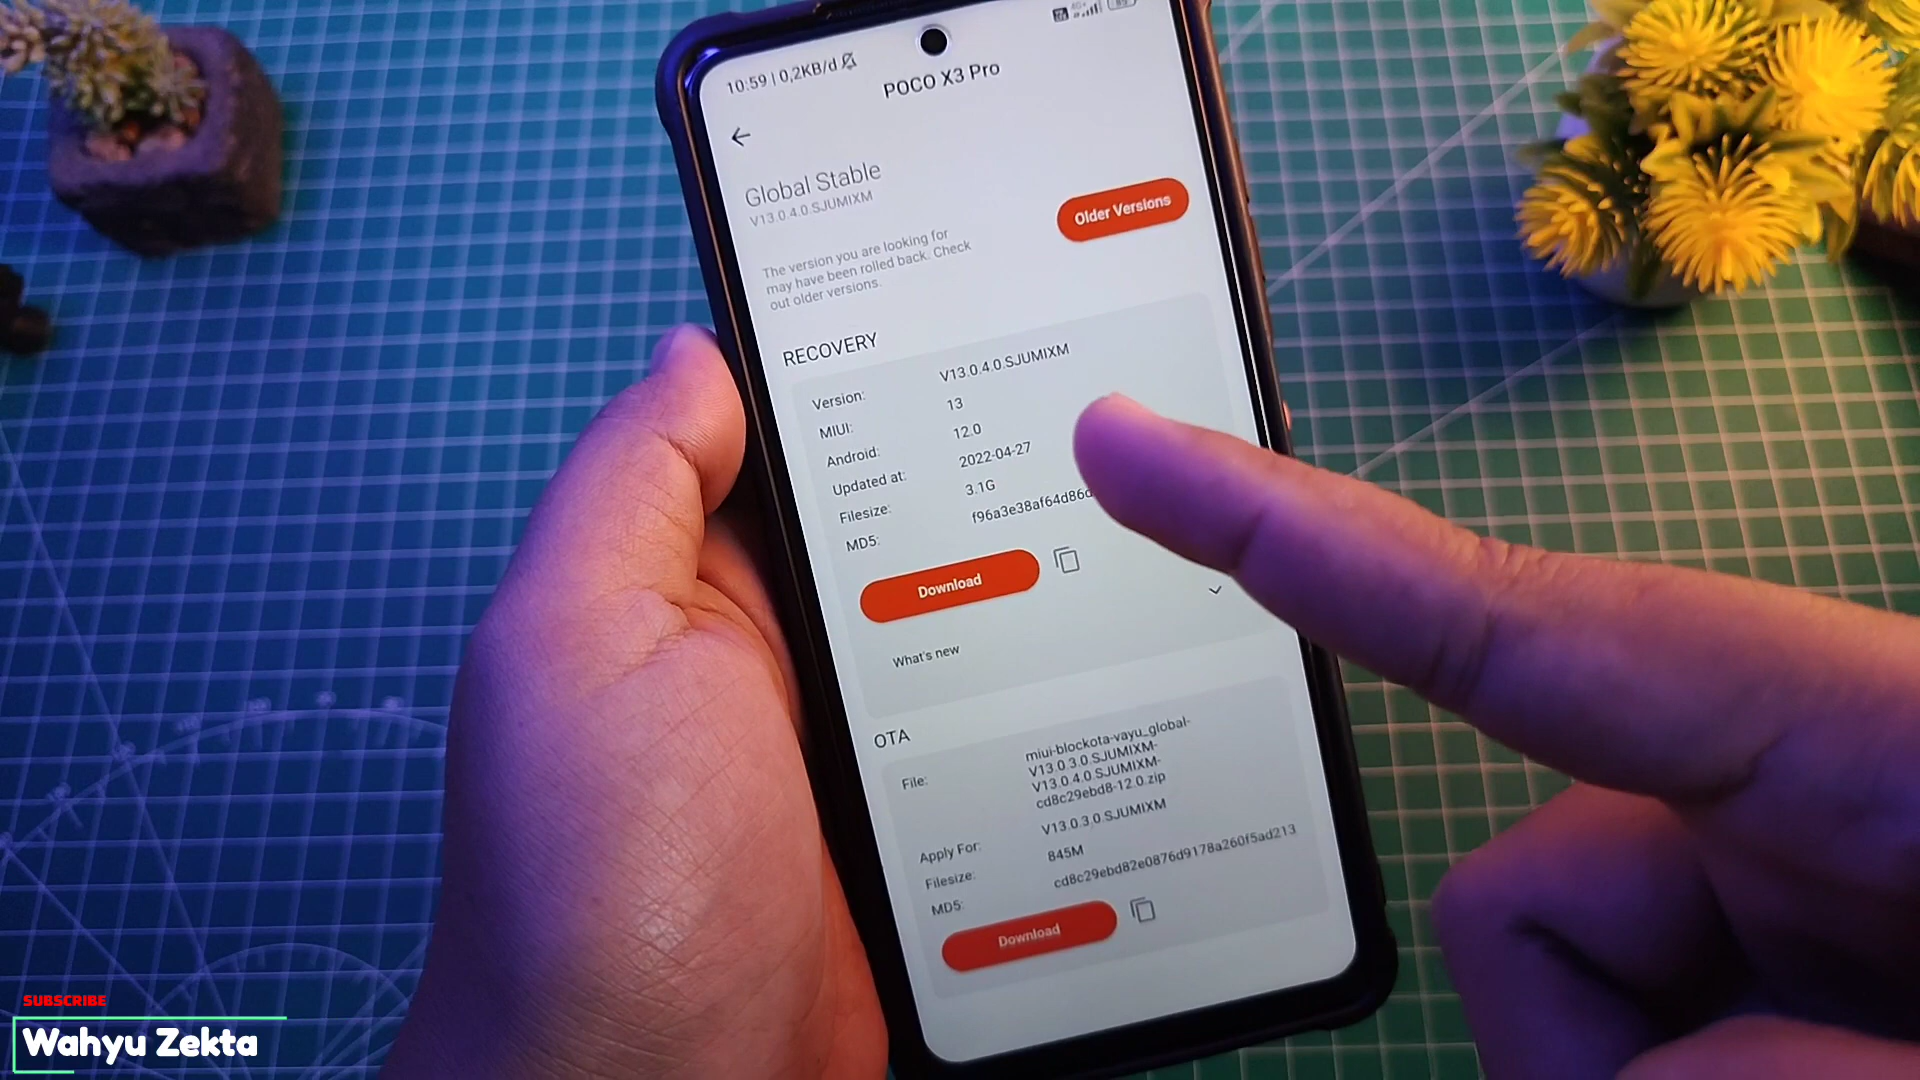 10:59 | 0,2KB/d
POCO X3 Pro
Global Stable
V13.0.4.0.SJUMIXM
Older Versions
The version you are looking for
may have been rolled back. Check
out older versions.
RECOVERY
Version: V13.0.4.0.SJUMIXM
MIUI: 13
Android: 12.0
Updated at: 2022-04-27
Filesize: 3.1G
MD5: f96a3e38af64d86d
Download
What's new
OTA
File: miui-blockota-vayu_global-
V13.0.3.0.SJUMIXM-
V13.0.4.0.SJUMIXM-
cd8c29ebd8-12.0.zip
Apply For: V13.0.3.0.SJUMIXM
Filesize: 845M
MD5: cd8c29ebd82e0876d9178a260f5ad213
Download
SUBSCRIBE
Wahyu Zekta